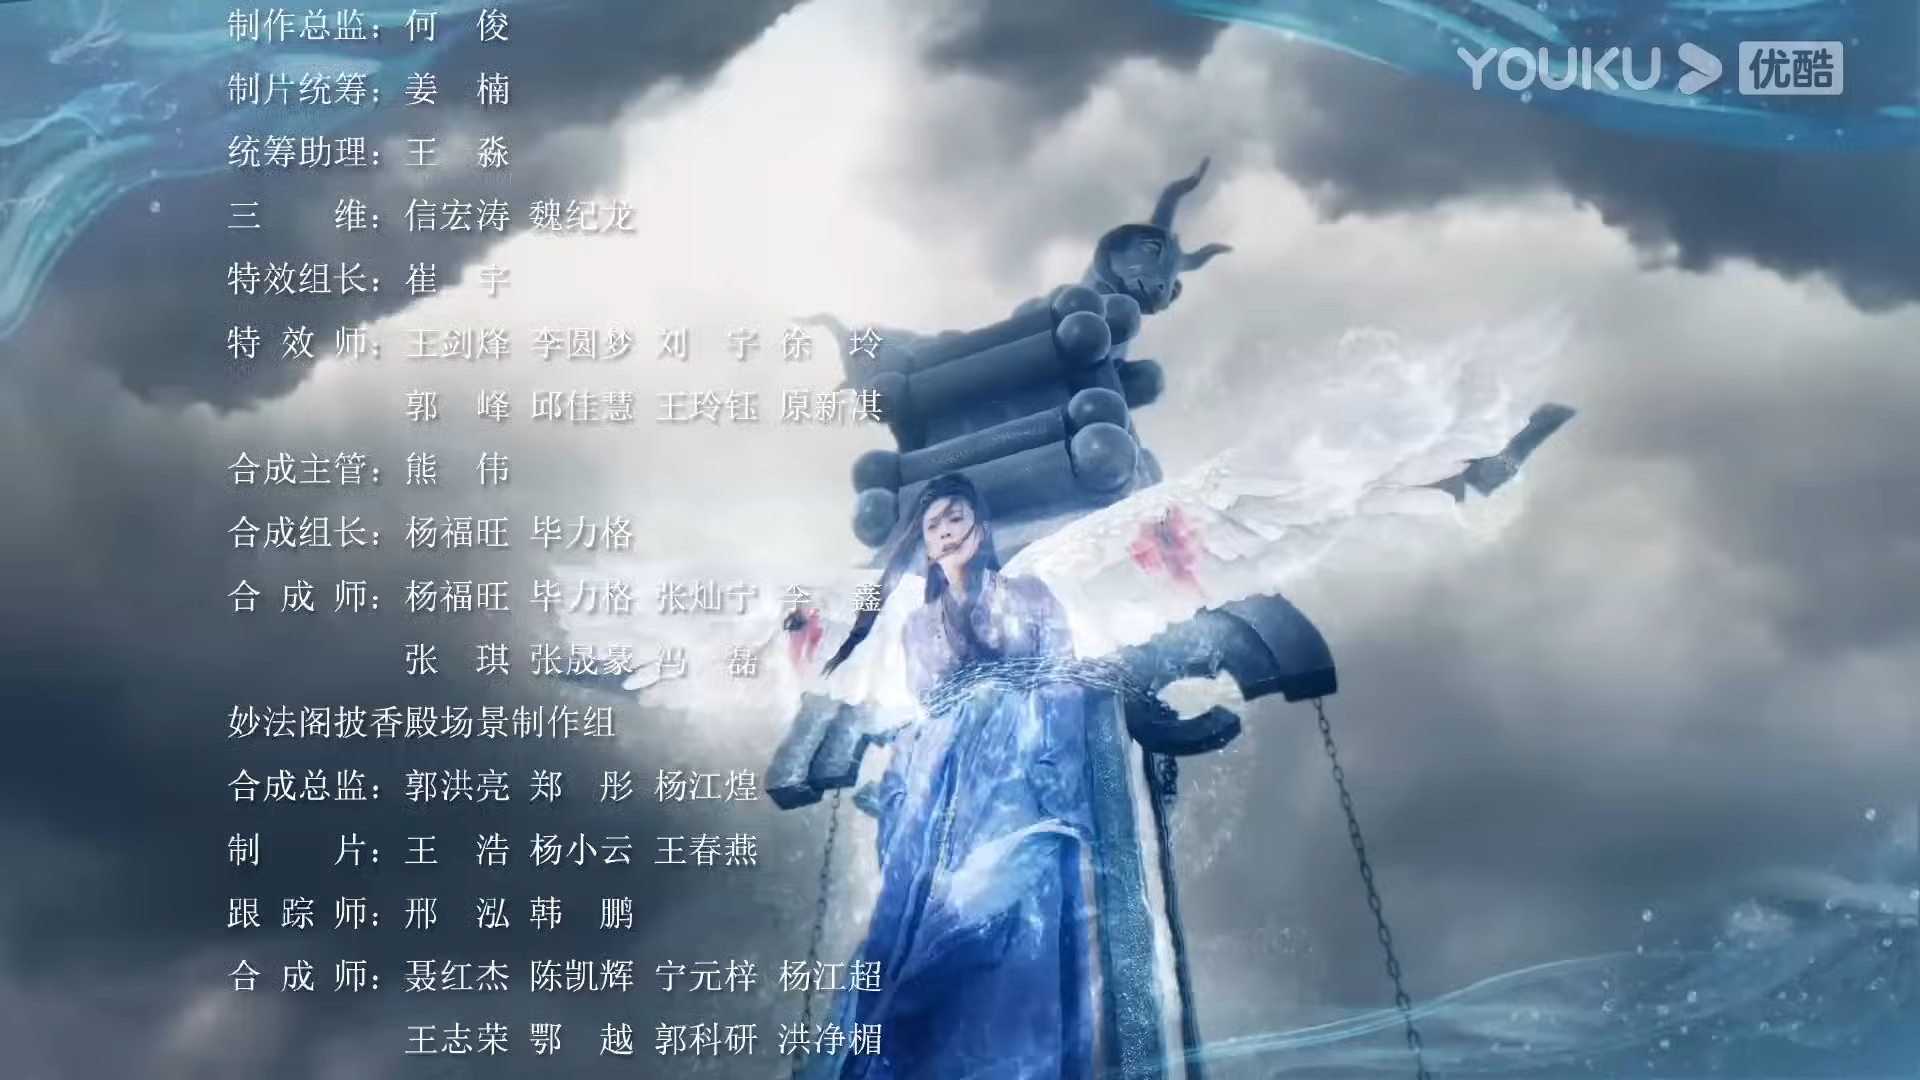 制作总监：何　俊
YOUKU 优酷
制片统筹：姜　楠
统筹助理：王　淼
三　　维：信宏涛 魏纪龙
特效组长：崔　宇
特 效 师：王剑烽 李圆梦 刘　宇 徐　玲
郭　峰 邱佳慧 王玲钰 原新淇
合成主管：熊　伟
合成组长：杨福旺 毕力格
合 成 师：杨福旺 毕力格 张灿宁 李　鑫
张　琪 张晟豪 冯　磊
妙法阁披香殿场景制作组
合成总监：郭洪亮 郑　彤 杨江煌
制　　片：王　浩 杨小云 王春燕
跟 踪 师：邢　泓 韩　鹏
合 成 师：聂红杰 陈凯辉 宁元梓 杨江超
王志荣 鄂　越 郭科研 洪净楣